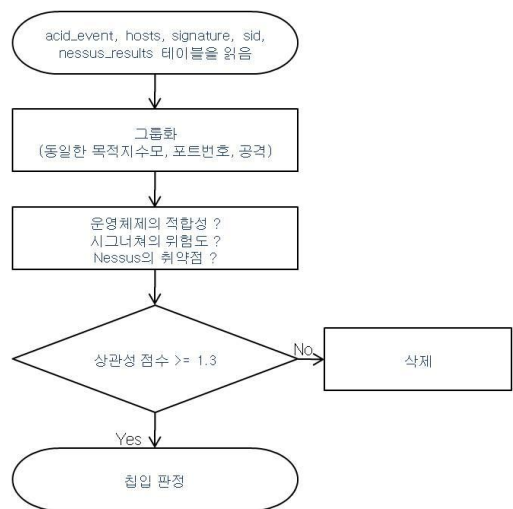 acid_event, hosts, signature, sid,
nessus_results 테이블을 읽음
그룹화
(동일한 목적지수모, 포트번호, 공격)
운영체제의 적합성 ?
시그너쳐의 위험도 ?
Nessus의 취약점 ?
상관성 점수 >= 1.3
No
삭제
Yes
칩입 판정